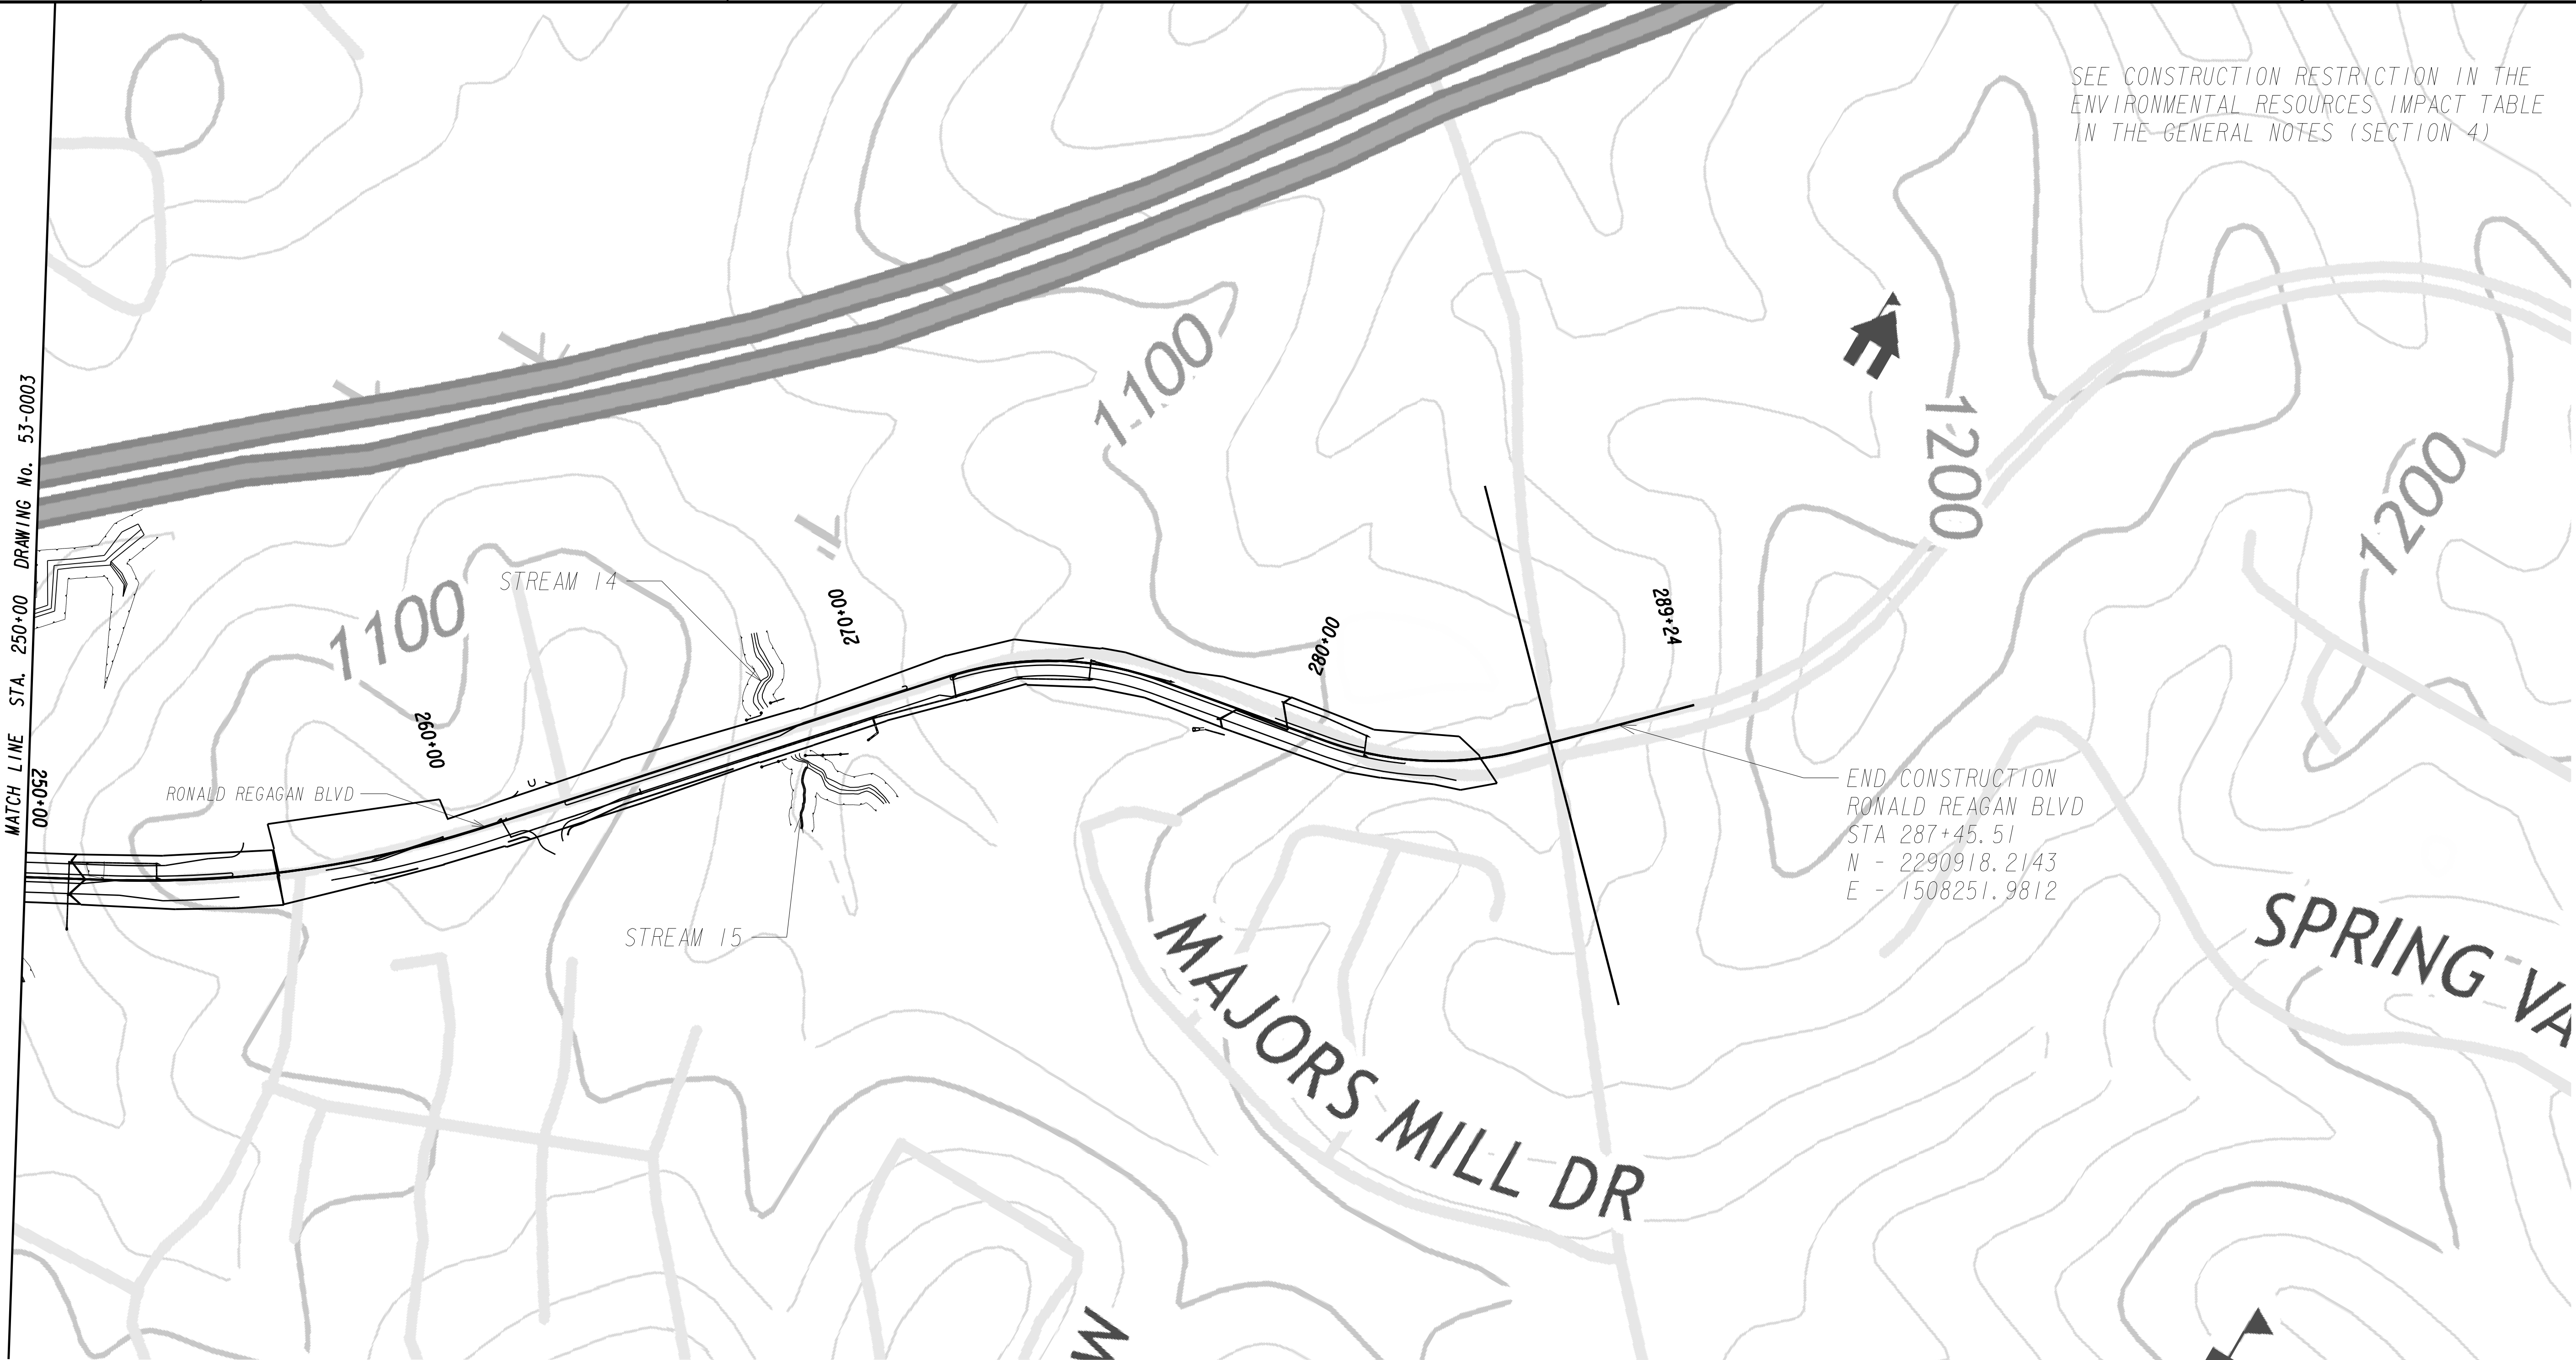 SEE CONSTRUCTION RESTRICTION IN THE
ENVIRONMENTAL RESOURCES IMPACT TABLE
IN THE GENERAL NOTES (SECTION 4)
MATCH LINE STA. 250+00 DRAWING No. 53-0003
250+00
1100
1100
1200
1200
STREAM 14
270+00
280+00
289+24
260+00
RONALD REGAGAN BLVD
STREAM 15
END CONSTRUCTION
RONALD REAGAN BLVD
STA 287+45.51
N - 2290918.2143
E - 1508251.9812
MAJORS MILL DR
SPRING VA